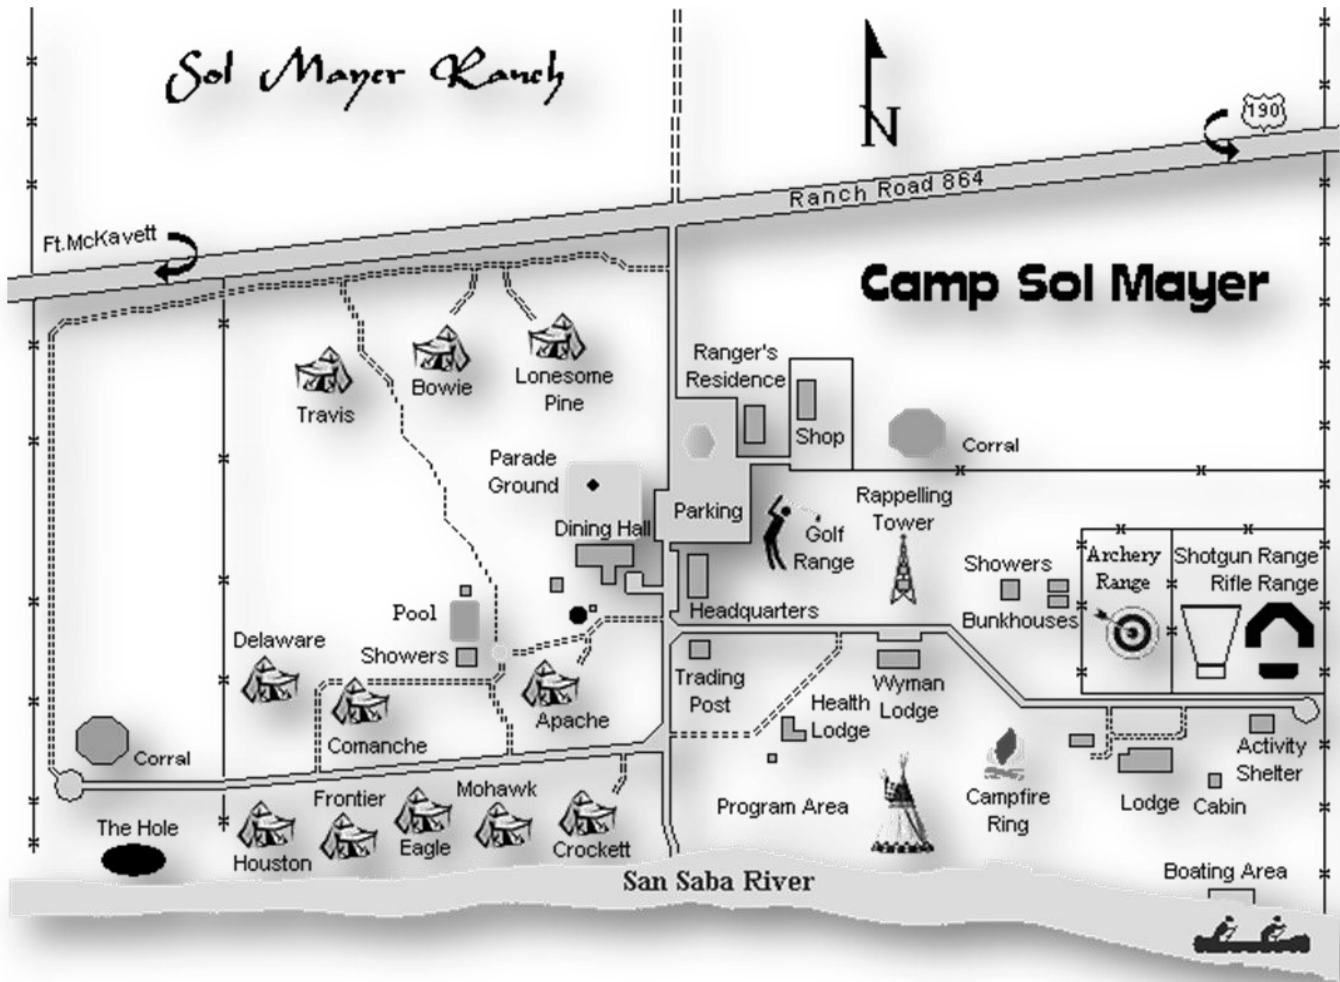 Sol Mayer Ranch
N
190
Ranch Road 864
Ft.McKavett
Camp Sol Mayer
Ranger's
Residence
Shop
Corral
Travis
Bowie
Lonesome
Pine
Parade
Ground
Dining Hall
Parking
Golf
Range
Rappelling
Tower
Headquarters
Showers
Bunkhouses
Archery
Range
Shotgun Range
Rifle Range
Pool
Showers
Delaware
Comanche
Apache
Trading
Post
Health
Lodge
Wyman
Lodge
Corral
The Hole
Houston
Frontier
Eagle
Mohawk
Crockett
Program Area
Campfire
Ring
Lodge
Cabin
Activity
Shelter
Boating Area
San Saba River